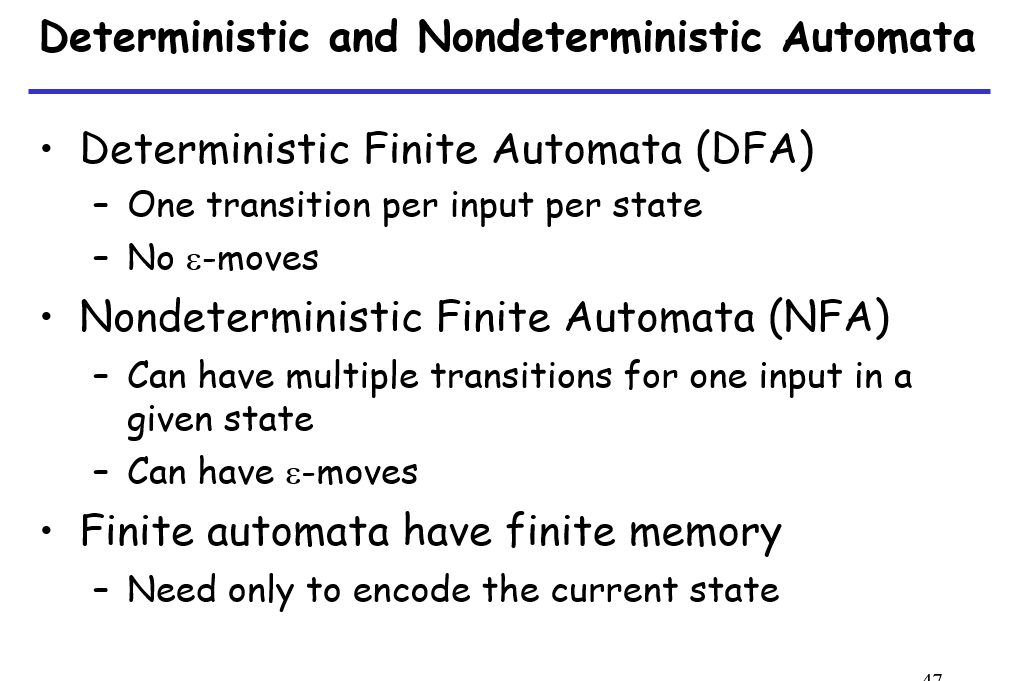 Deterministic and Nondeterministic Automata
• Deterministic Finite Automata (DFA)
– One transition per input per state
– No ε-moves
• Nondeterministic Finite Automata (NFA)
– Can have multiple transitions for one input in a
given state
– Can have ε-moves
• Finite automata have finite memory
– Need only to encode the current state
47